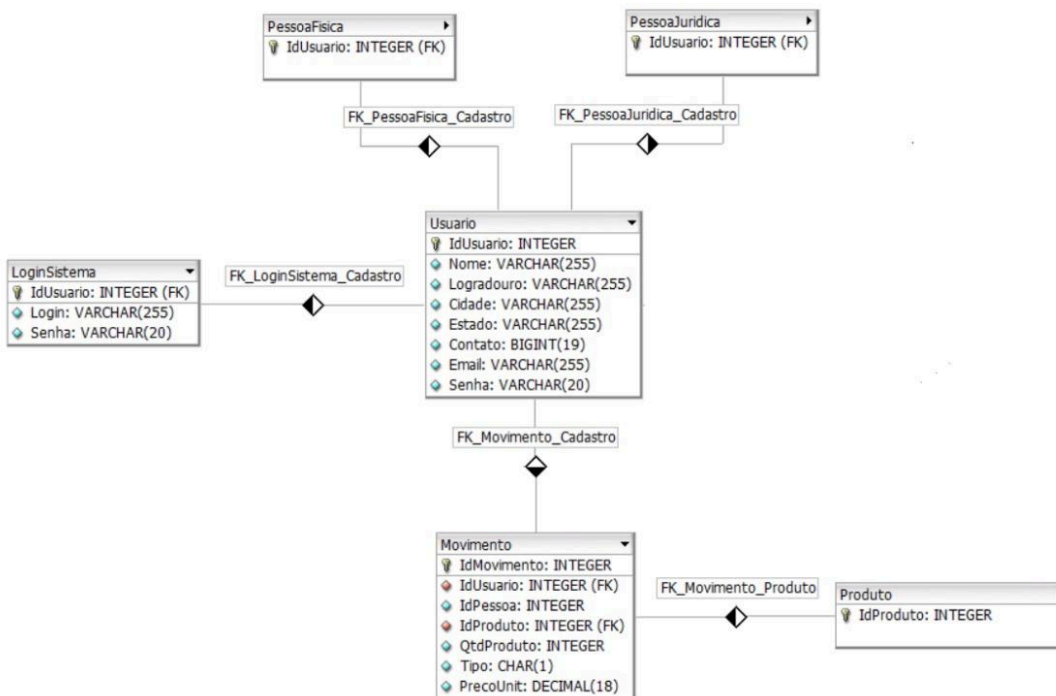 PessoaFisica
IdUsuario: INTEGER (FK)
PessoaJuridica
IdUsuario: INTEGER (FK)
FK_PessoaFisica_Cadastro
FK_PessoaJuridica_Cadastro
Usuario
IdUsuario: INTEGER
Nome: VARCHAR(255)
Logradouro: VARCHAR(255)
Cidade: VARCHAR(255)
Estado: VARCHAR(255)
Contato: BIGINT(19)
Email: VARCHAR(255)
Senha: VARCHAR(20)
LoginSistema
IdUsuario: INTEGER (FK)
Login: VARCHAR(255)
Senha: VARCHAR(20)
FK_LoginSistema_Cadastro
FK_Movimento_Cadastro
Movimento
IdMovimento: INTEGER
IdUsuario: INTEGER (FK)
IdPessoa: INTEGER
IdProduto: INTEGER (FK)
QtdProduto: INTEGER
Tipo: CHAR(1)
PrecoUnit: DECIMAL(18)
FK_Movimento_Produto
Produto
IdProduto: INTEGER